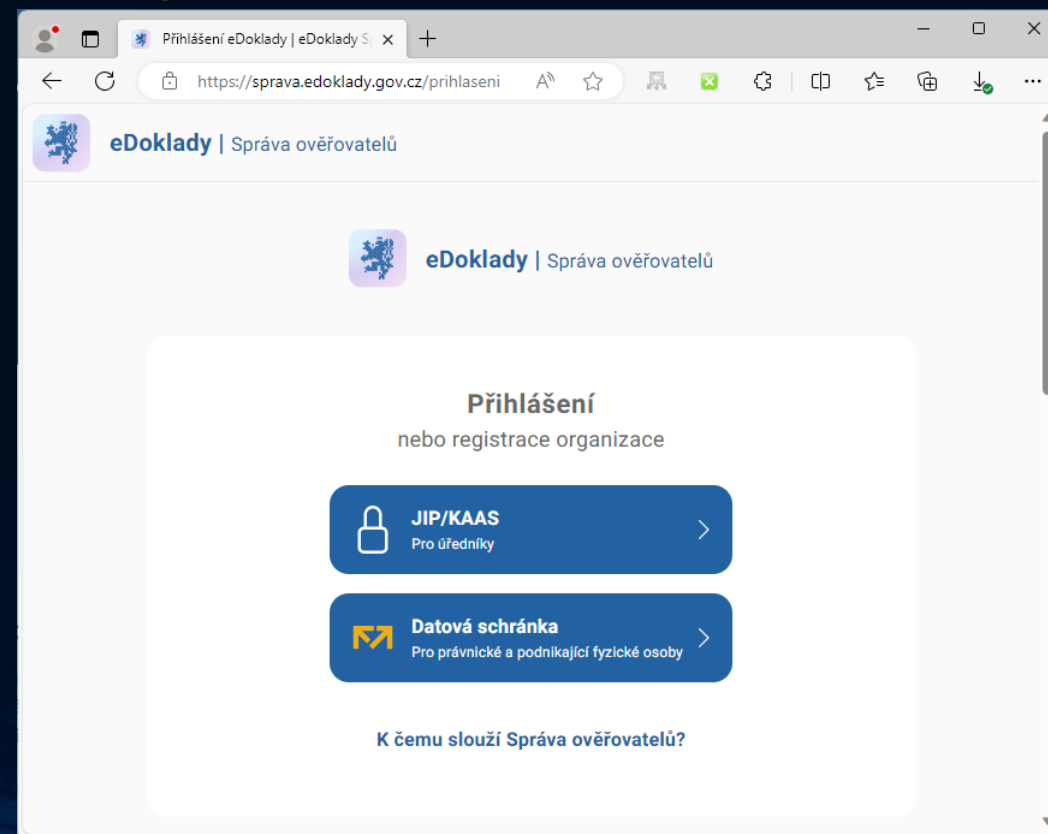 Přihlášení eDoklady | eDoklady S
https://sprava.edoklady.gov.cz/prihlaseni
eDoklady | Správa ověřovatelů
eDoklady | Správa ověřovatelů
Přihlášení
nebo registrace organizace
JIP/KAAS
Pro úředníky
Datová schránka
Pro právnické a podnikající fyzické osoby
K čemu slouží Správa ověřovatelů?